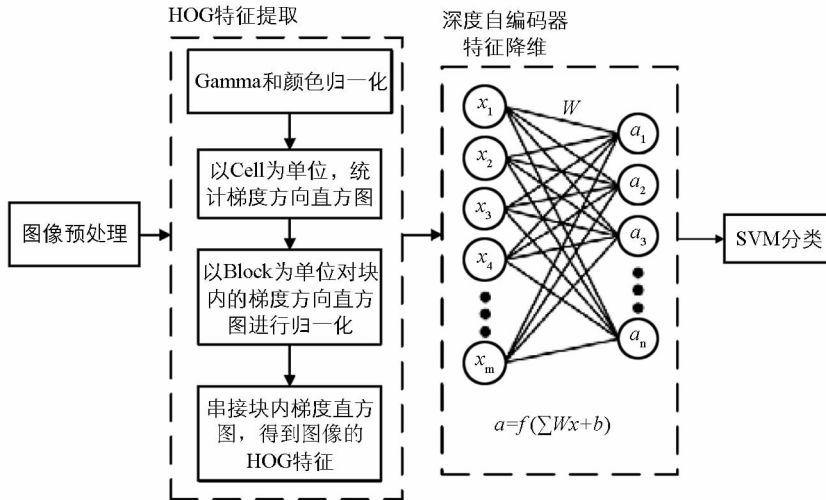 HOG特征提取
Gamma和颜色归一化
以Cell为单位，统
计梯度方向直方图
以Block为单位对块
内的梯度方向直方
图进行归一化
串接块内梯度直方
图，得到图像的
HOG特征
图像预处理
深度自编码器
特征降维
x₁
x₂
x₃
x₄
xₘ
W
a₁
a₂
a₃
aₙ
a=f(∑Wx+b)
SVM分类